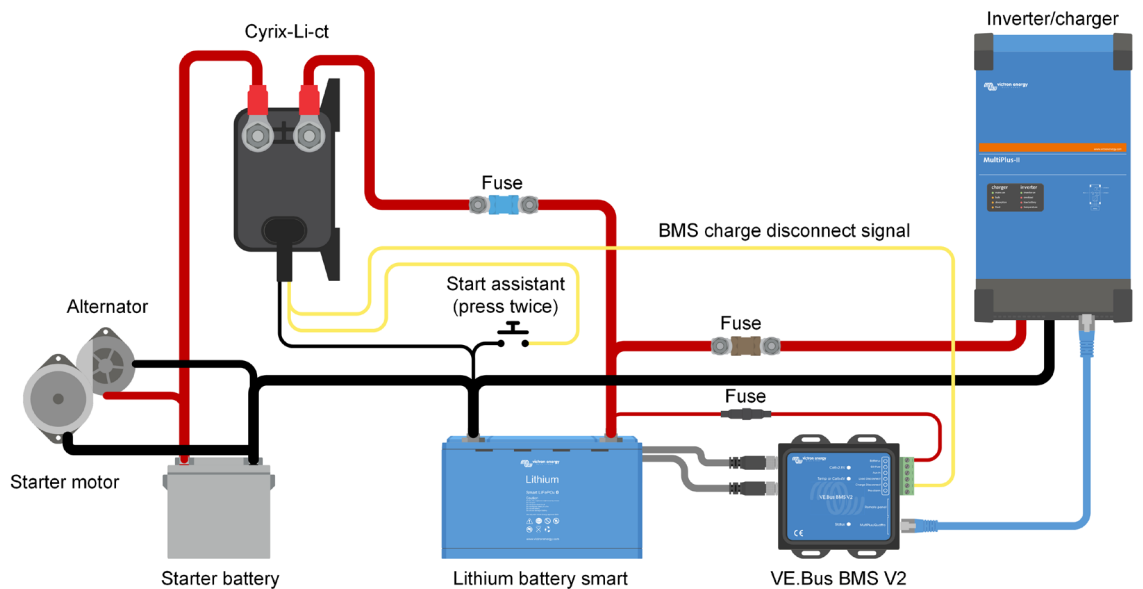 Cyrix-Li-ct
Inverter/charger
victron energy
MultiPlus-II
charger
inverter
Fuse
BMS charge disconnect signal
Start assistant
(press twice)
Alternator
Fuse
Fuse
Starter motor
victron energy
Lithium
victron energy
VE.Bus BMS V2
Starter battery
Lithium battery smart
VE.Bus BMS V2